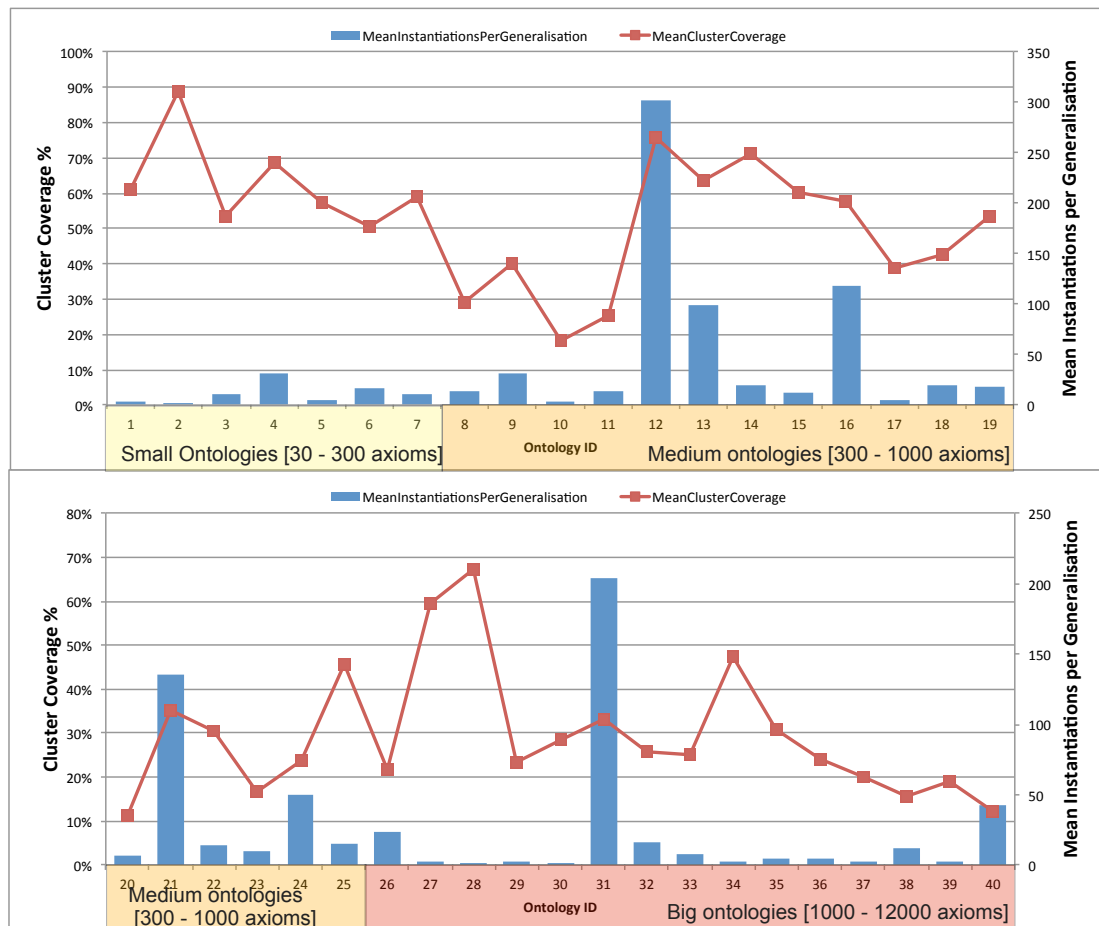 MeanInstantiationsPerGeneralisation MeanClusterCoverage
100% 90% 80% 70% 60% 50% 40% 30% 20% 10% 0%
Cluster Coverage %
350 300 250 200 150 100 50 0
Mean Instantiations per Generalisation
1 2 3 4 5 6 7 8 9 10 11 12 13 14 15 16 17 18 19
Small Ontologies [30 - 300 axioms] Ontology ID Medium ontologies [300 - 1000 axioms]
MeanInstantiationsPerGeneralisation MeanClusterCoverage
80% 70% 60% 50% 40% 30% 20% 10% 0%
Cluster Coverage %
250 200 150 100 50 0
Mean Instantiations per Generalisation
20 21 22 23 24 25 26 27 28 29 30 31 32 33 34 35 36 37 38 39 40
Medium ontologies
[300 - 1000 axioms] Ontology ID Big ontologies [1000 - 12000 axioms]